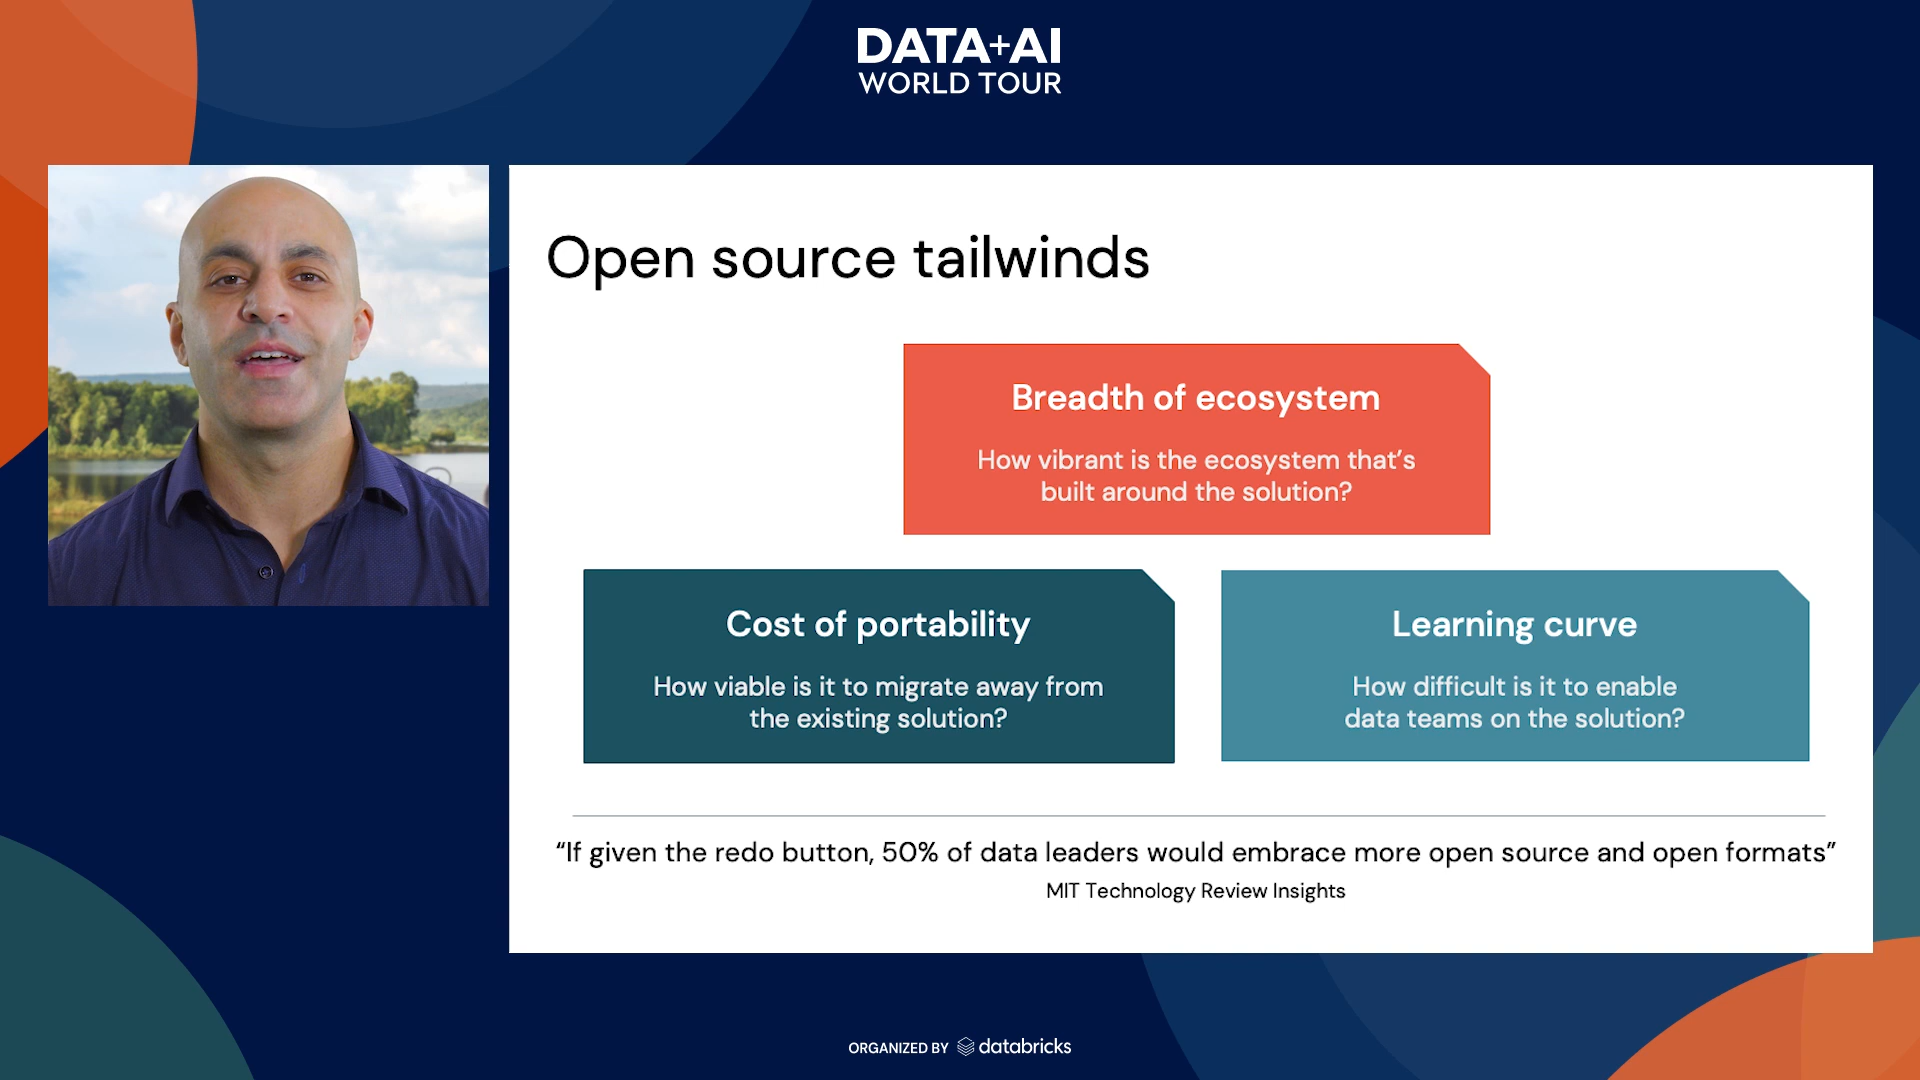 DATA+AI
WORLD TOUR
Open source tailwinds
Breadth of ecosystem
How vibrant is the ecosystem that’s
built around the solution?
Cost of portability
How viable is it to migrate away from
the existing solution?
Learning curve
How difficult is it to enable
data teams on the solution?
“If given the redo button, 50% of data leaders would embrace more open source and open formats”
MIT Technology Review Insights
ORGANIZED BY databricks